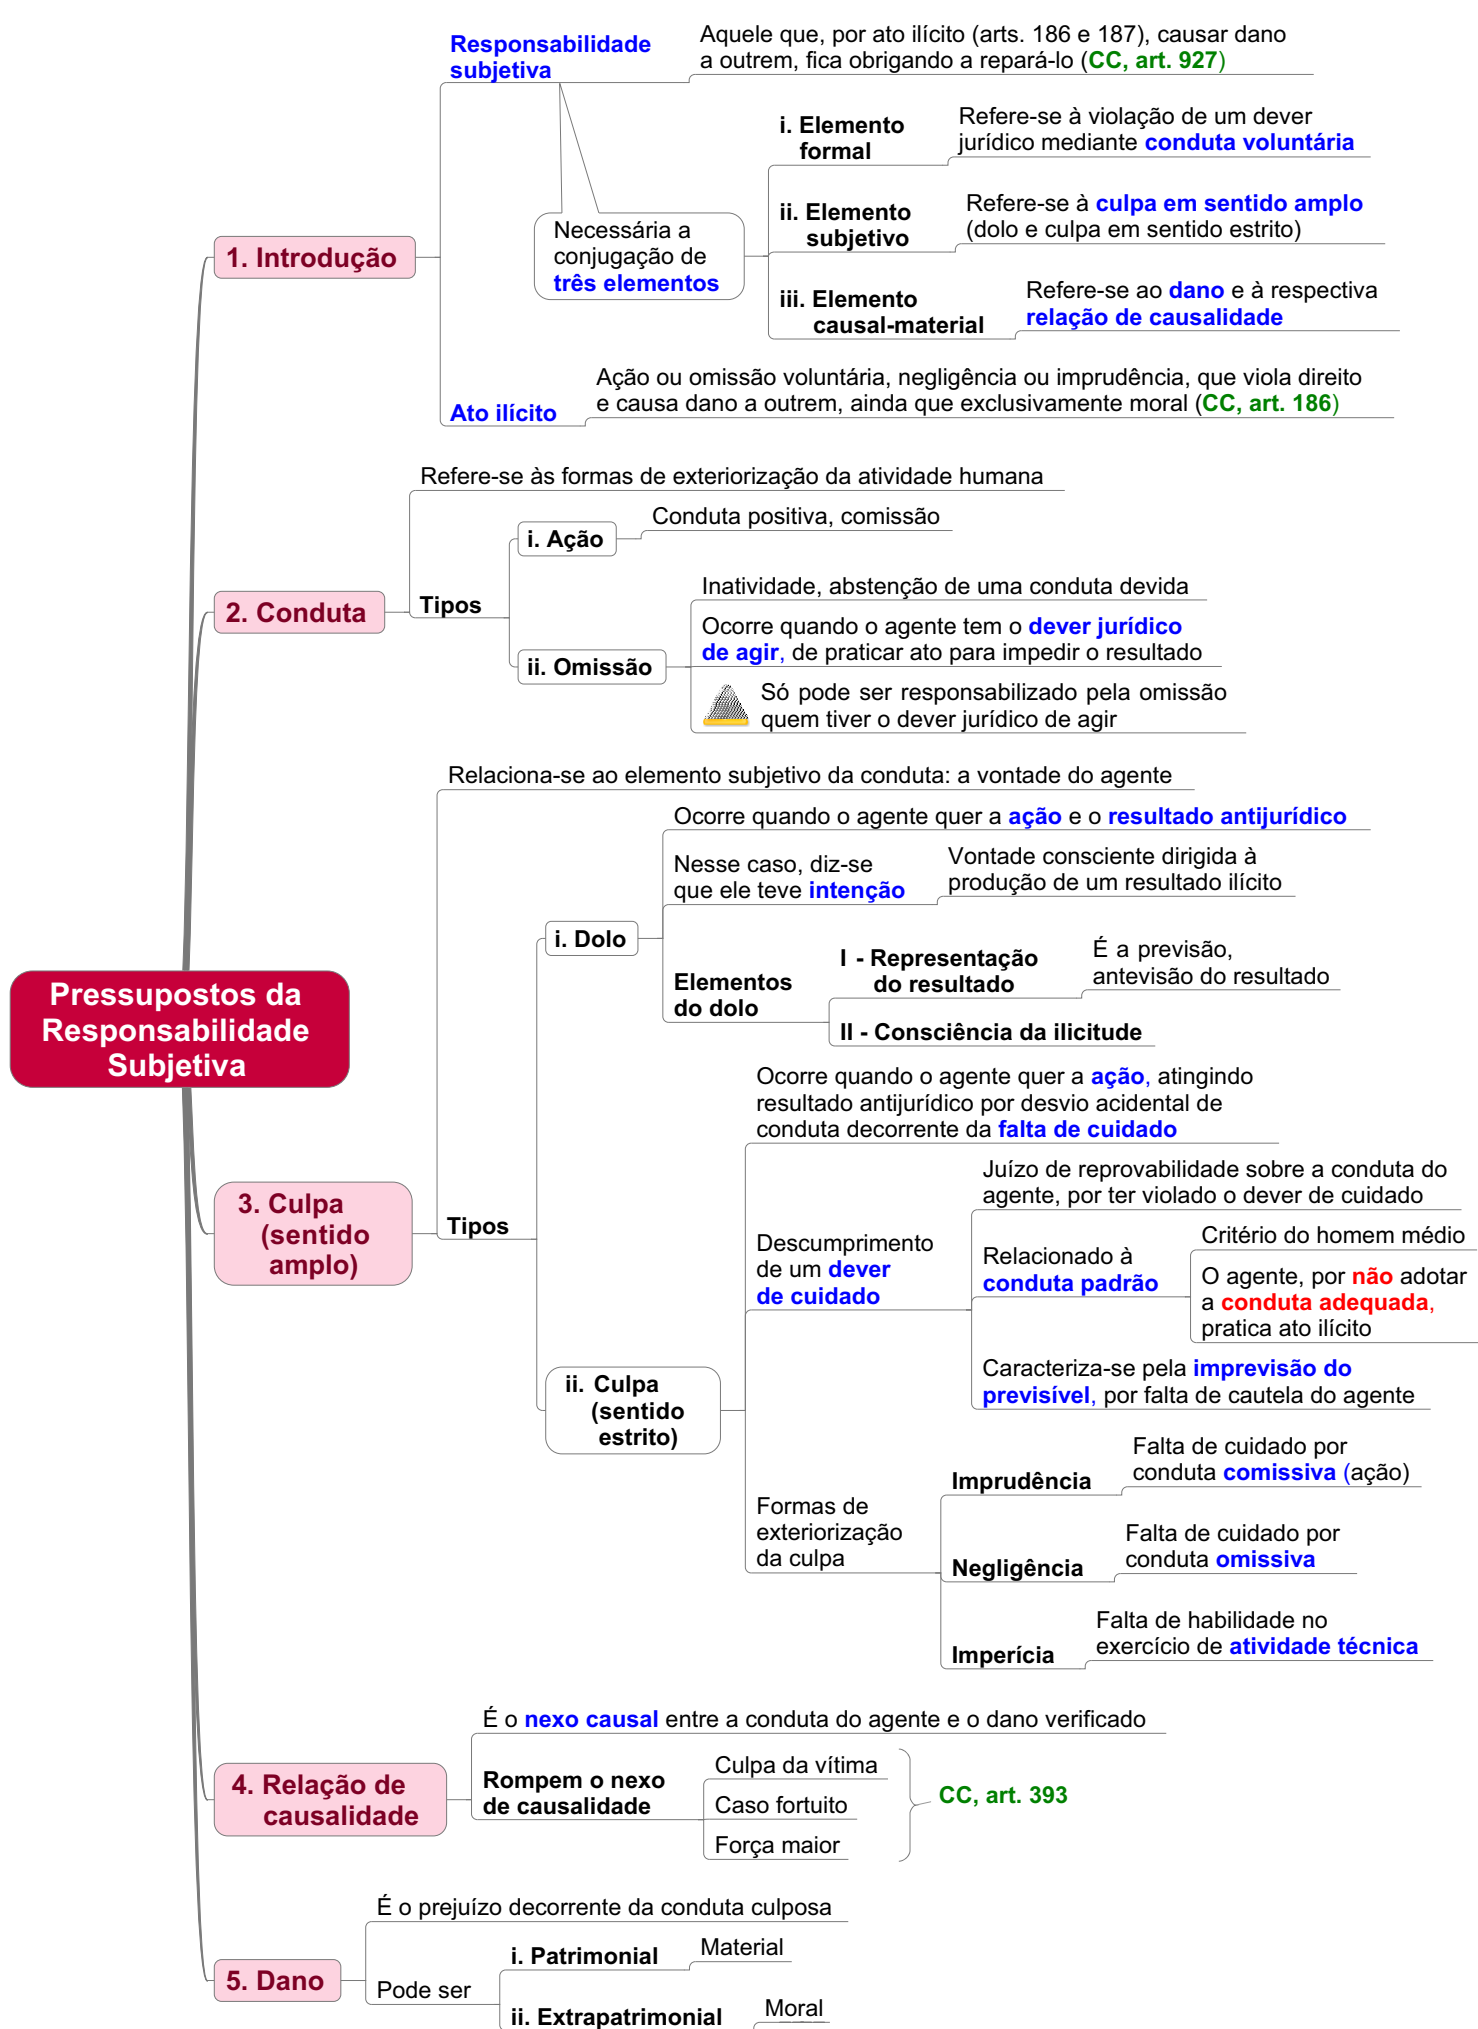 Pressupostos da
Responsabilidade
Subjetiva
1. Introdução
Responsabilidade
subjetiva
Aquele que, por ato ilícito (arts. 186 e 187), causar dano
a outrem, fica obrigando a repará-lo (CC, art. 927)
Necessária a
conjugação de
três elementos
i. Elemento
formal
Refere-se à violação de um dever
jurídico mediante conduta voluntária
ii. Elemento
subjetivo
Refere-se à culpa em sentido amplo
(dolo e culpa em sentido estrito)
iii. Elemento
causal-material
Refere-se ao dano e à respectiva
relação de causalidade
Ato ilícito
Ação ou omissão voluntária, negligência ou imprudência, que viola direito
e causa dano a outrem, ainda que exclusivamente moral (CC, art. 186)
2. Conduta
Refere-se às formas de exteriorização da atividade humana
Tipos
i. Ação
Conduta positiva, comissão
ii. Omissão
Inatividade, abstenção de uma conduta devida
Ocorre quando o agente tem o dever jurídico
de agir, de praticar ato para impedir o resultado
Só pode ser responsabilizado pela omissão
quem tiver o dever jurídico de agir
3. Culpa
(sentido
amplo)
Relaciona-se ao elemento subjetivo da conduta: a vontade do agente
Tipos
i. Dolo
Ocorre quando o agente quer a ação e o resultado antijurídico
Nesse caso, diz-se
que ele teve intenção
Vontade consciente dirigida à
produção de um resultado ilícito
Elementos
do dolo
I - Representação
do resultado
É a previsão,
antevisão do resultado
II - Consciência da ilicitude
ii. Culpa
(sentido
estrito)
Ocorre quando o agente quer a ação, atingindo
resultado antijurídico por desvio acidental de
conduta decorrente da falta de cuidado
Descumprimento
de um dever
de cuidado
Juízo de reprovabilidade sobre a conduta do
agente, por ter violado o dever de cuidado
Relacionado à
conduta padrão
Critério do homem médio
O agente, por não adotar
a conduta adequada,
pratica ato ilícito
Caracteriza-se pela imprevisão do
previsível, por falta de cautela do agente
Formas de
exteriorização
da culpa
Imprudência
Falta de cuidado por
conduta comissiva (ação)
Negligência
Falta de cuidado por
conduta omissiva
Imperícia
Falta de habilidade no
exercício de atividade técnica
4. Relação de
causalidade
É o nexo causal entre a conduta do agente e o dano verificado
Rompem o nexo
de causalidade
Culpa da vítima
Caso fortuito
Força maior
CC, art. 393
5. Dano
É o prejuízo decorrente da conduta culposa
Pode ser
i. Patrimonial
Material
ii. Extrapatrimonial
Moral